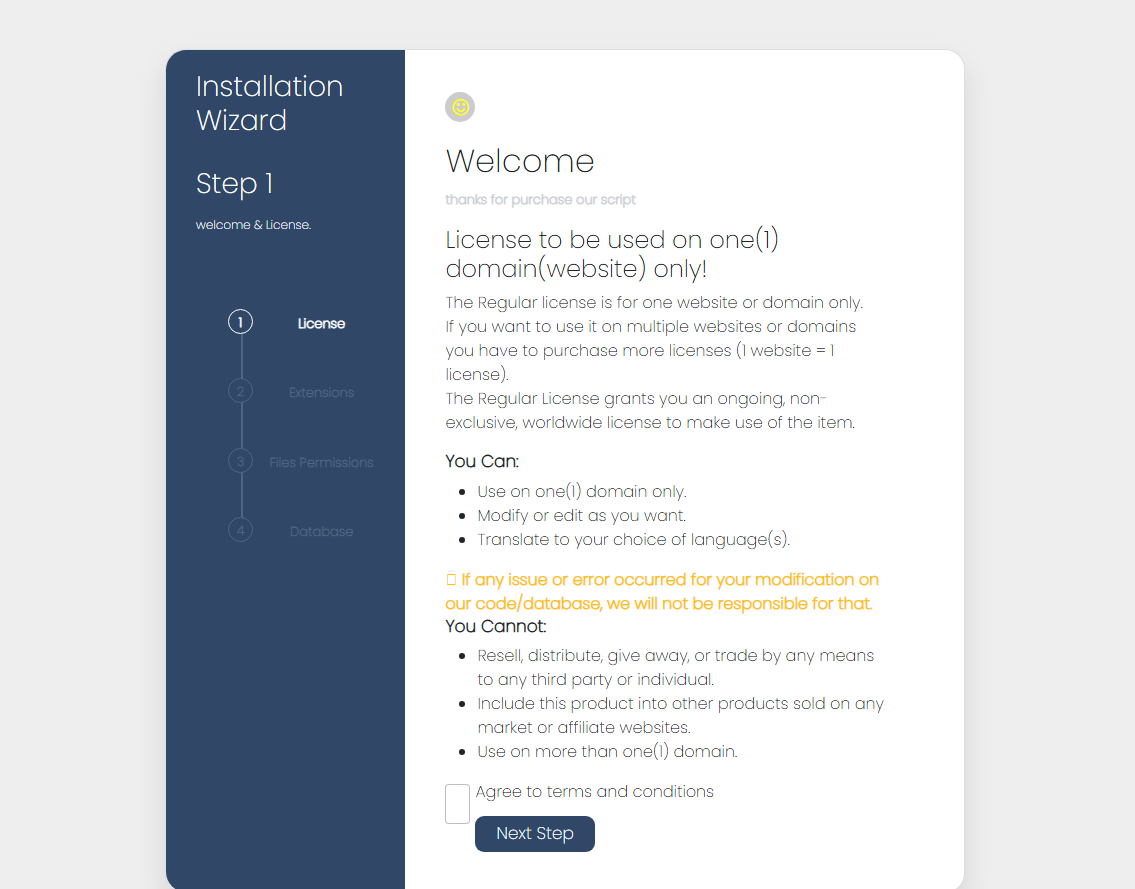 Installation
Wizard
Step 1
welcome & License.
1 License
2 Extensions
3 Files Permissions
4 Database
Welcome
thanks for purchase our script
License to be used on one(1)
domain(website) only!
The Regular license is for one website or domain only.
If you want to use it on multiple websites or domains
you have to purchase more licenses (1 website = 1
license).
The Regular License grants you an ongoing, non-
exclusive, worldwide license to make use of the item.
You Can:
Use on one(1) domain only.
Modify or edit as you want.
Translate to your choice of language(s).
If any issue or error occurred for your modification on
our code/database, we will not be responsible for that.
You Cannot:
Resell, distribute, give away, or trade by any means
to any third party or individual.
Include this product into other products sold on any
market or affiliate websites.
Use on more than one(1) domain.
Agree to terms and conditions
Next Step